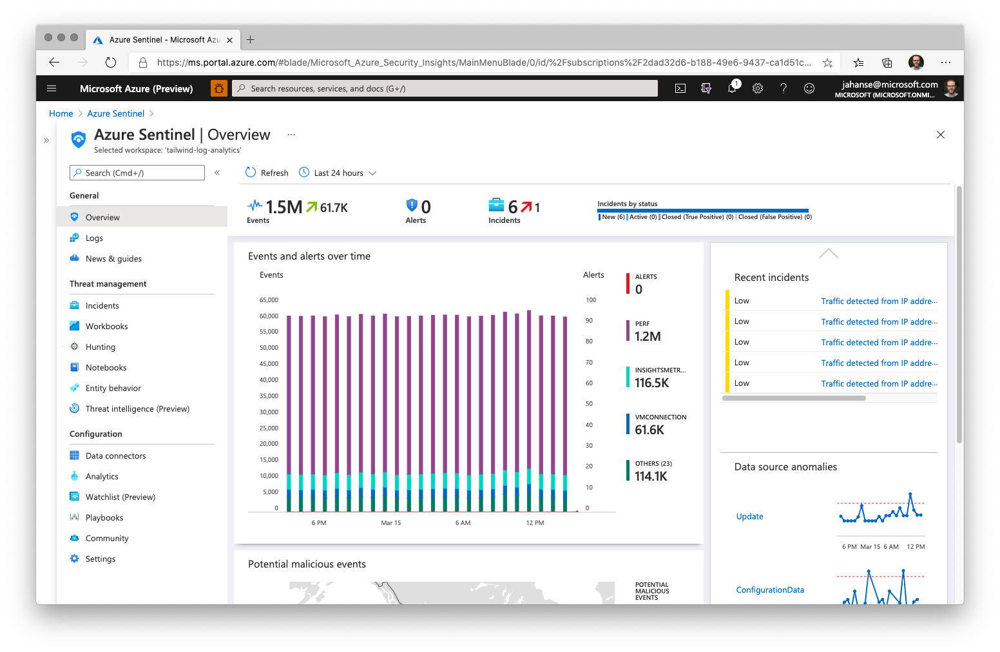 Azure Sentinel - Microsoft Azu
https://ms.portal.azure.com/#blade/Microsoft_Azure_Security_Insights/MainMenuBlade/0/id/%2Fsubscriptions%2F2dad32d6-b188-49e6-9437-ca1d51c...
Microsoft Azure (Preview)
Search resources, services, and docs (G+/)
1
jahanse@microsoft.com
MICROSOFT (MICROSOFT.ONMI...
Home > Azure Sentinel >
Azure Sentinel | Overview ...
Selected workspace: 'tailwind-log-analytics'
Search (Cmd+/)
General
Overview
Logs
News & guides
Threat management
Incidents
Workbooks
Hunting
Notebooks
Entity behavior
Threat intelligence (Preview)
Configuration
Data connectors
Analytics
Watchlist (Preview)
Playbooks
Community
Settings
Refresh
Last 24 hours
1.5M 61.7K
Events
0
Alerts
6 1
Incidents
Incidents by status
New (6) Active (0) Closed (True Positive) (0) Closed (False Positive) (0)
Events and alerts over time
Events
Alerts
65,000
60,000
55,000
50,000
45,000
40,000
35,000
30,000
25,000
20,000
15,000
10,000
5,000
0
100
90
80
70
60
50
40
30
20
10
0
6 PM Mar 15 6 AM 12 PM
ALERTS
0
PERF
1.2M
INSIGHTSMETR...
116.5K
VMCONNECTION
61.6K
OTHERS (23)
114.1K
Potential malicious events
POTENTIAL
MALICIOUS
EVENTS
Recent incidents
Low Traffic detected from IP addre...
Low Traffic detected from IP addre...
Low Traffic detected from IP addre...
Low Traffic detected from IP addre...
Low Traffic detected from IP addre...
Data source anomalies
Update
6 PM Mar 15 6 AM 12 PM
ConfigurationData